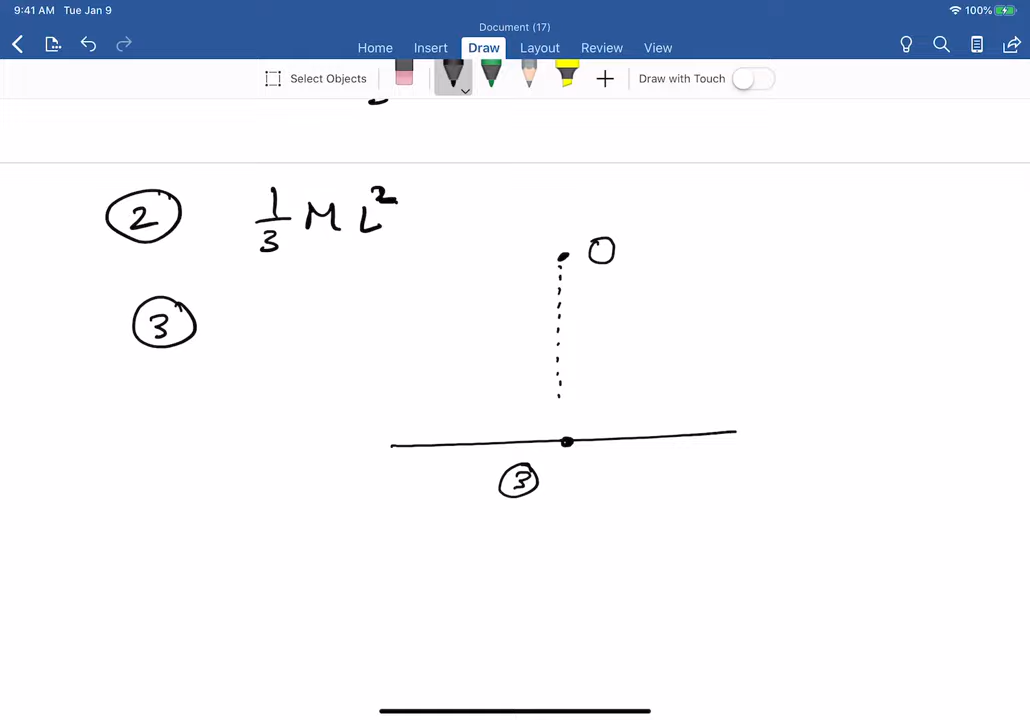 9:41 AM Tue Jan 9
100%
Document (17)
Home Insert Draw Layout Review View
Select Objects
Draw with Touch
2 1/3 M L²
O
3
3